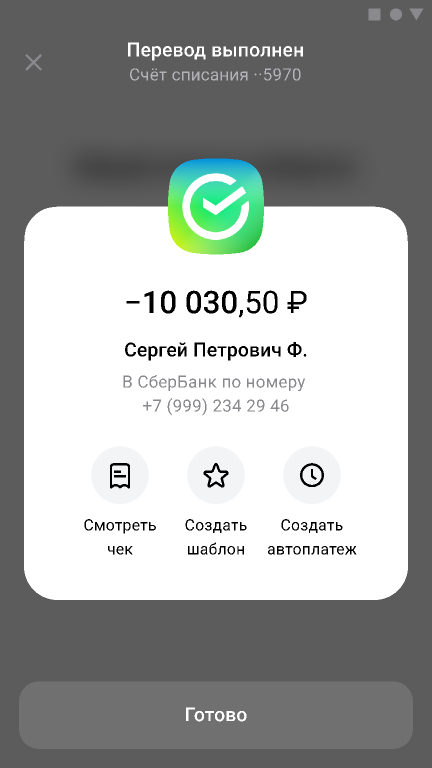 Перевод выполнен
Счёт списания ··5970
−10 030,50 ₽
Сергей Петрович Ф.
В СберБанк по номеру
+7 (999) 234 29 46
Смотреть чек
Создать шаблон
Создать автоплатеж
Готово